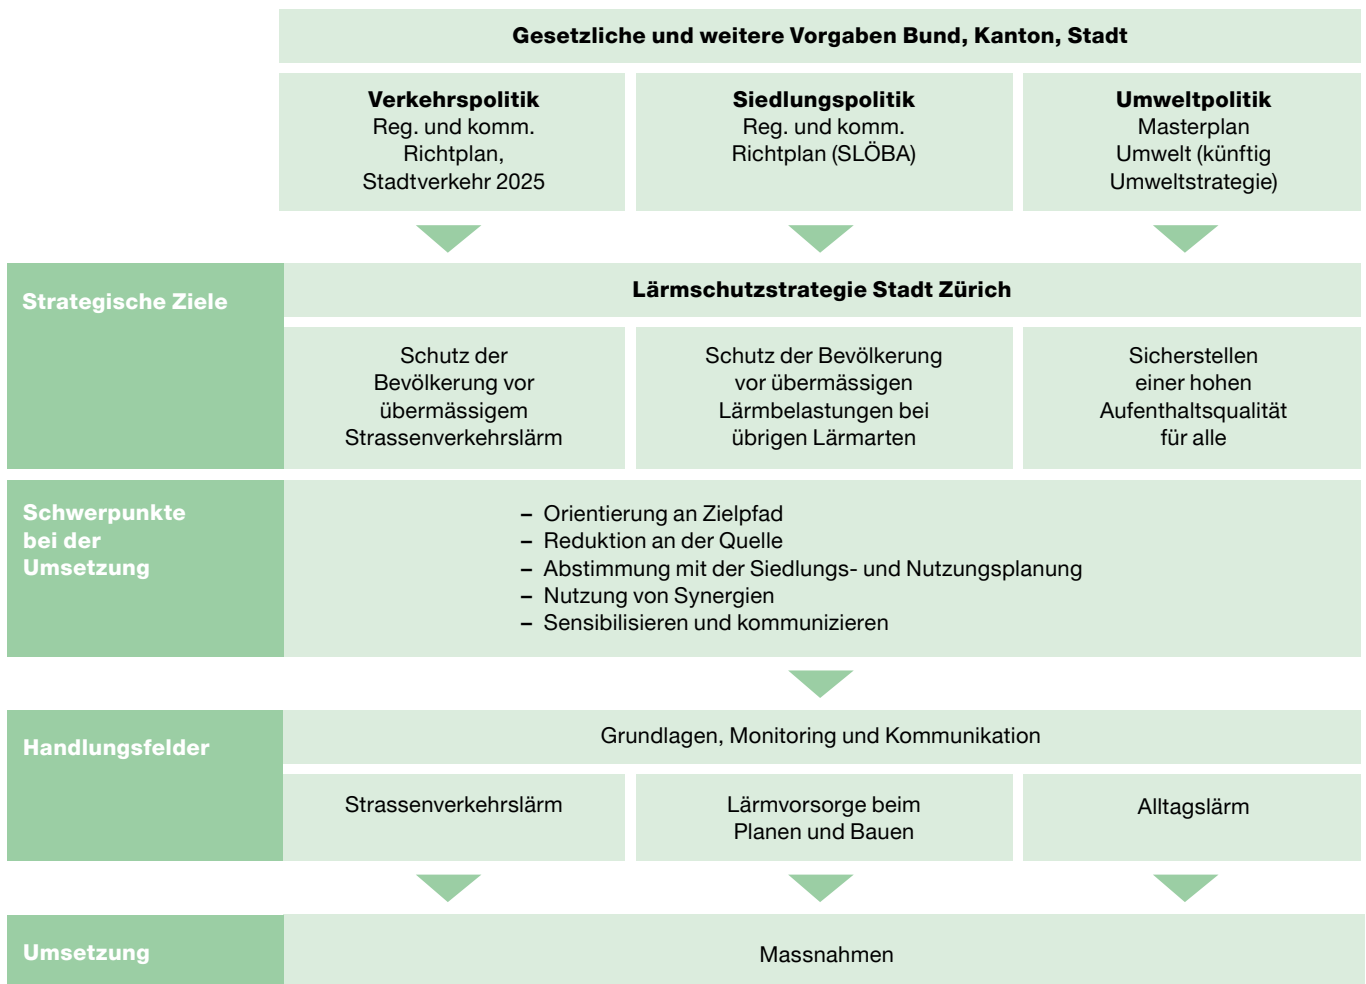 Gesetzliche und weitere Vorgaben Bund, Kanton, Stadt
Verkehrspolitik
Reg. und komm.
Richtplan,
Stadtverkehr 2025
Siedlungspolitik
Reg. und komm.
Richtplan (SLÖBA)
Umweltpolitik
Masterplan
Umwelt (künftig
Umweltstrategie)
Strategische Ziele
Lärmschutzstrategie Stadt Zürich
Schutz der
Bevölkerung vor
übermässigem
Strassenverkehrslärm
Schutz der Bevölkerung
vor übermässigen
Lärmbelastungen bei
übrigen Lärmarten
Sicherstellen
einer hohen
Aufenthaltsqualität
für alle
Schwerpunkte
bei der
Umsetzung
– Orientierung an Zielpfad
– Reduktion an der Quelle
– Abstimmung mit der Siedlungs- und Nutzungsplanung
– Nutzung von Synergien
– Sensibilisieren und kommunizieren
Handlungsfelder
Grundlagen, Monitoring und Kommunikation
Strassenverkehrslärm
Lärmvorsorge beim
Planen und Bauen
Alltagslärm
Umsetzung
Massnahmen